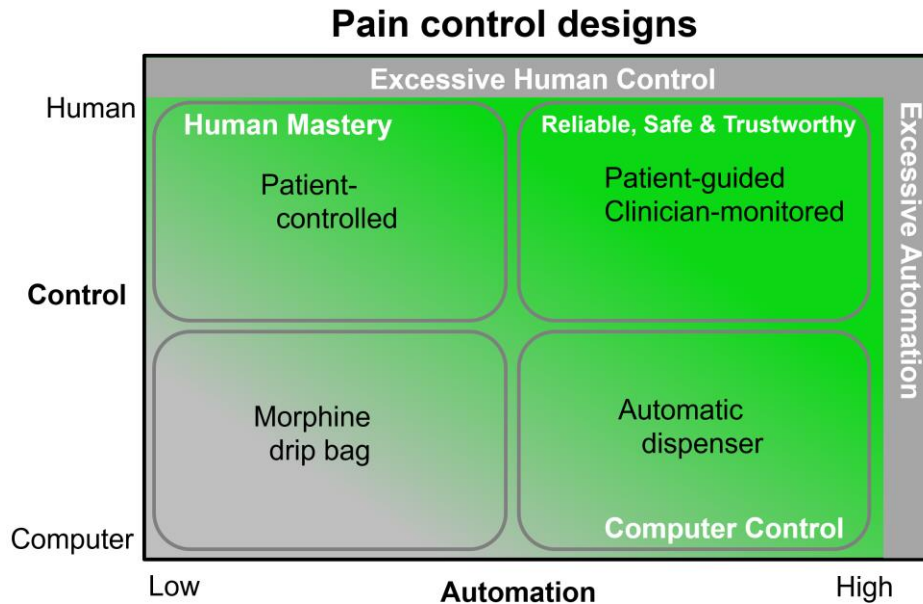 Pain control designs
Excessive Human Control
Human
Human Mastery
Patient-
controlled
Reliable, Safe & Trustworthy
Patient-guided
Clinician-monitored
Excessive Automation
Control
Morphine
drip bag
Automatic
dispenser
Computer Control
Computer
Low
Automation
High